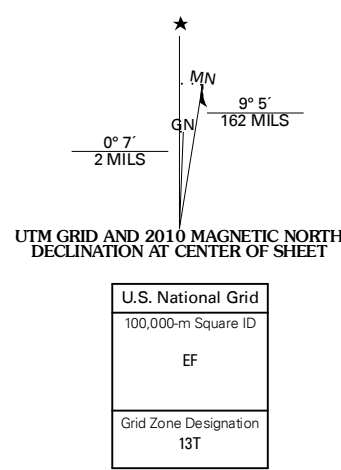 MN
GN
9° 5´
162 MILS
0° 7´
2 MILS
UTM GRID AND 2010 MAGNETIC NORTH
DECLINATION AT CENTER OF SHEET
U.S. National Grid
100,000-m Square ID
EF
Grid Zone Designation
13T